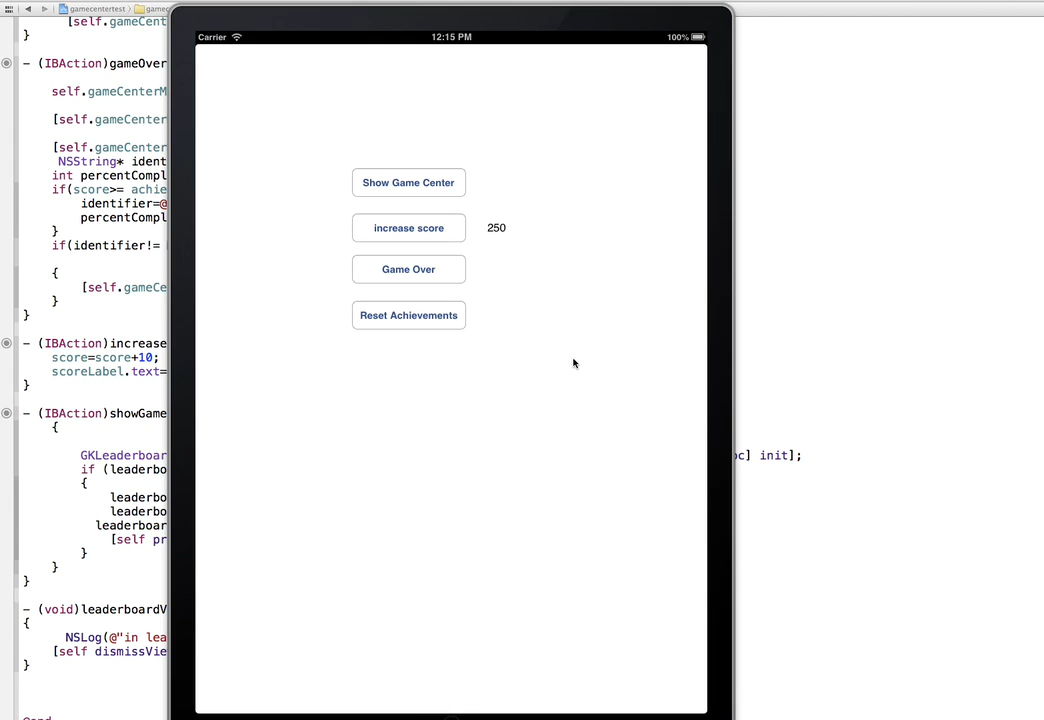 gamecentertest
gamec
[self.gameCent
}
- (IBAction)gameOver
self.gameCenterM
[self.gameCenter
[self.gameCenter
NSString* ident
int percentCompl
if(score>= achie
identifier=@
percentCompl
}
if(identifier!=
{
[self.gameCe
}
}
- (IBAction)increase
score=score+10;
scoreLabel.text=
}
- (IBAction)showGame
{
GKLeaderboar
if (leaderbo
{
leaderbo
leaderbo
leaderboar
[self pr
}
}
}
- (void)leaderboardV
{
NSLog(@"in lea
[self dismissVie
}
Carrier 12:15 PM 100%
Show Game Center
increase score 250
Game Over
Reset Achievements
oc] init];